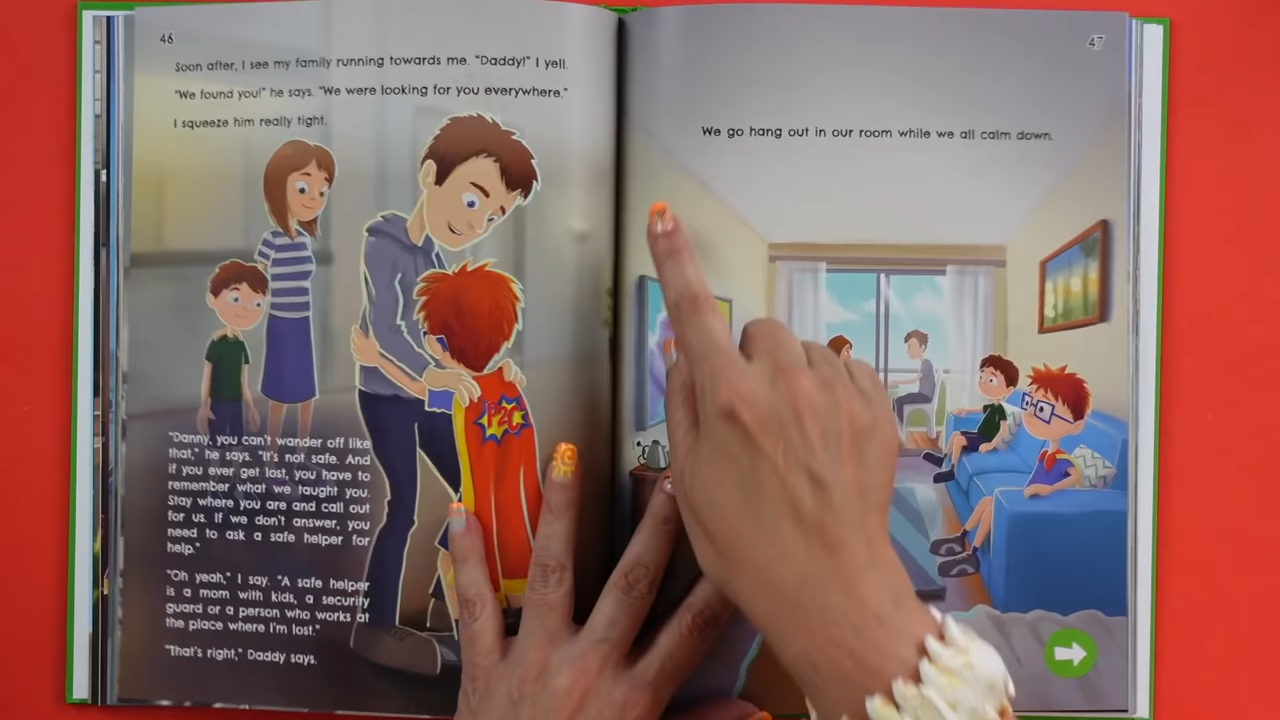 46
Soon after, I see my family running towards me. "Daddy!" I yell.
"We found you!" he says. "We were looking for you everywhere."
I squeeze him really tight.
P2C
"Danny, you can't wander off like
that," he says. "It's not safe. And
if you ever get lost, you have to
remember what we taught you.
Stay where you are and call out
for us. If we don't answer, you
need to ask a safe helper for
help."
"Oh yeah," I say. "A safe helper
is a mom with kids, a security
guard or a person who works at
the place where I'm lost."
"That's right," Daddy says.
47
We go hang out in our room while we all calm down.